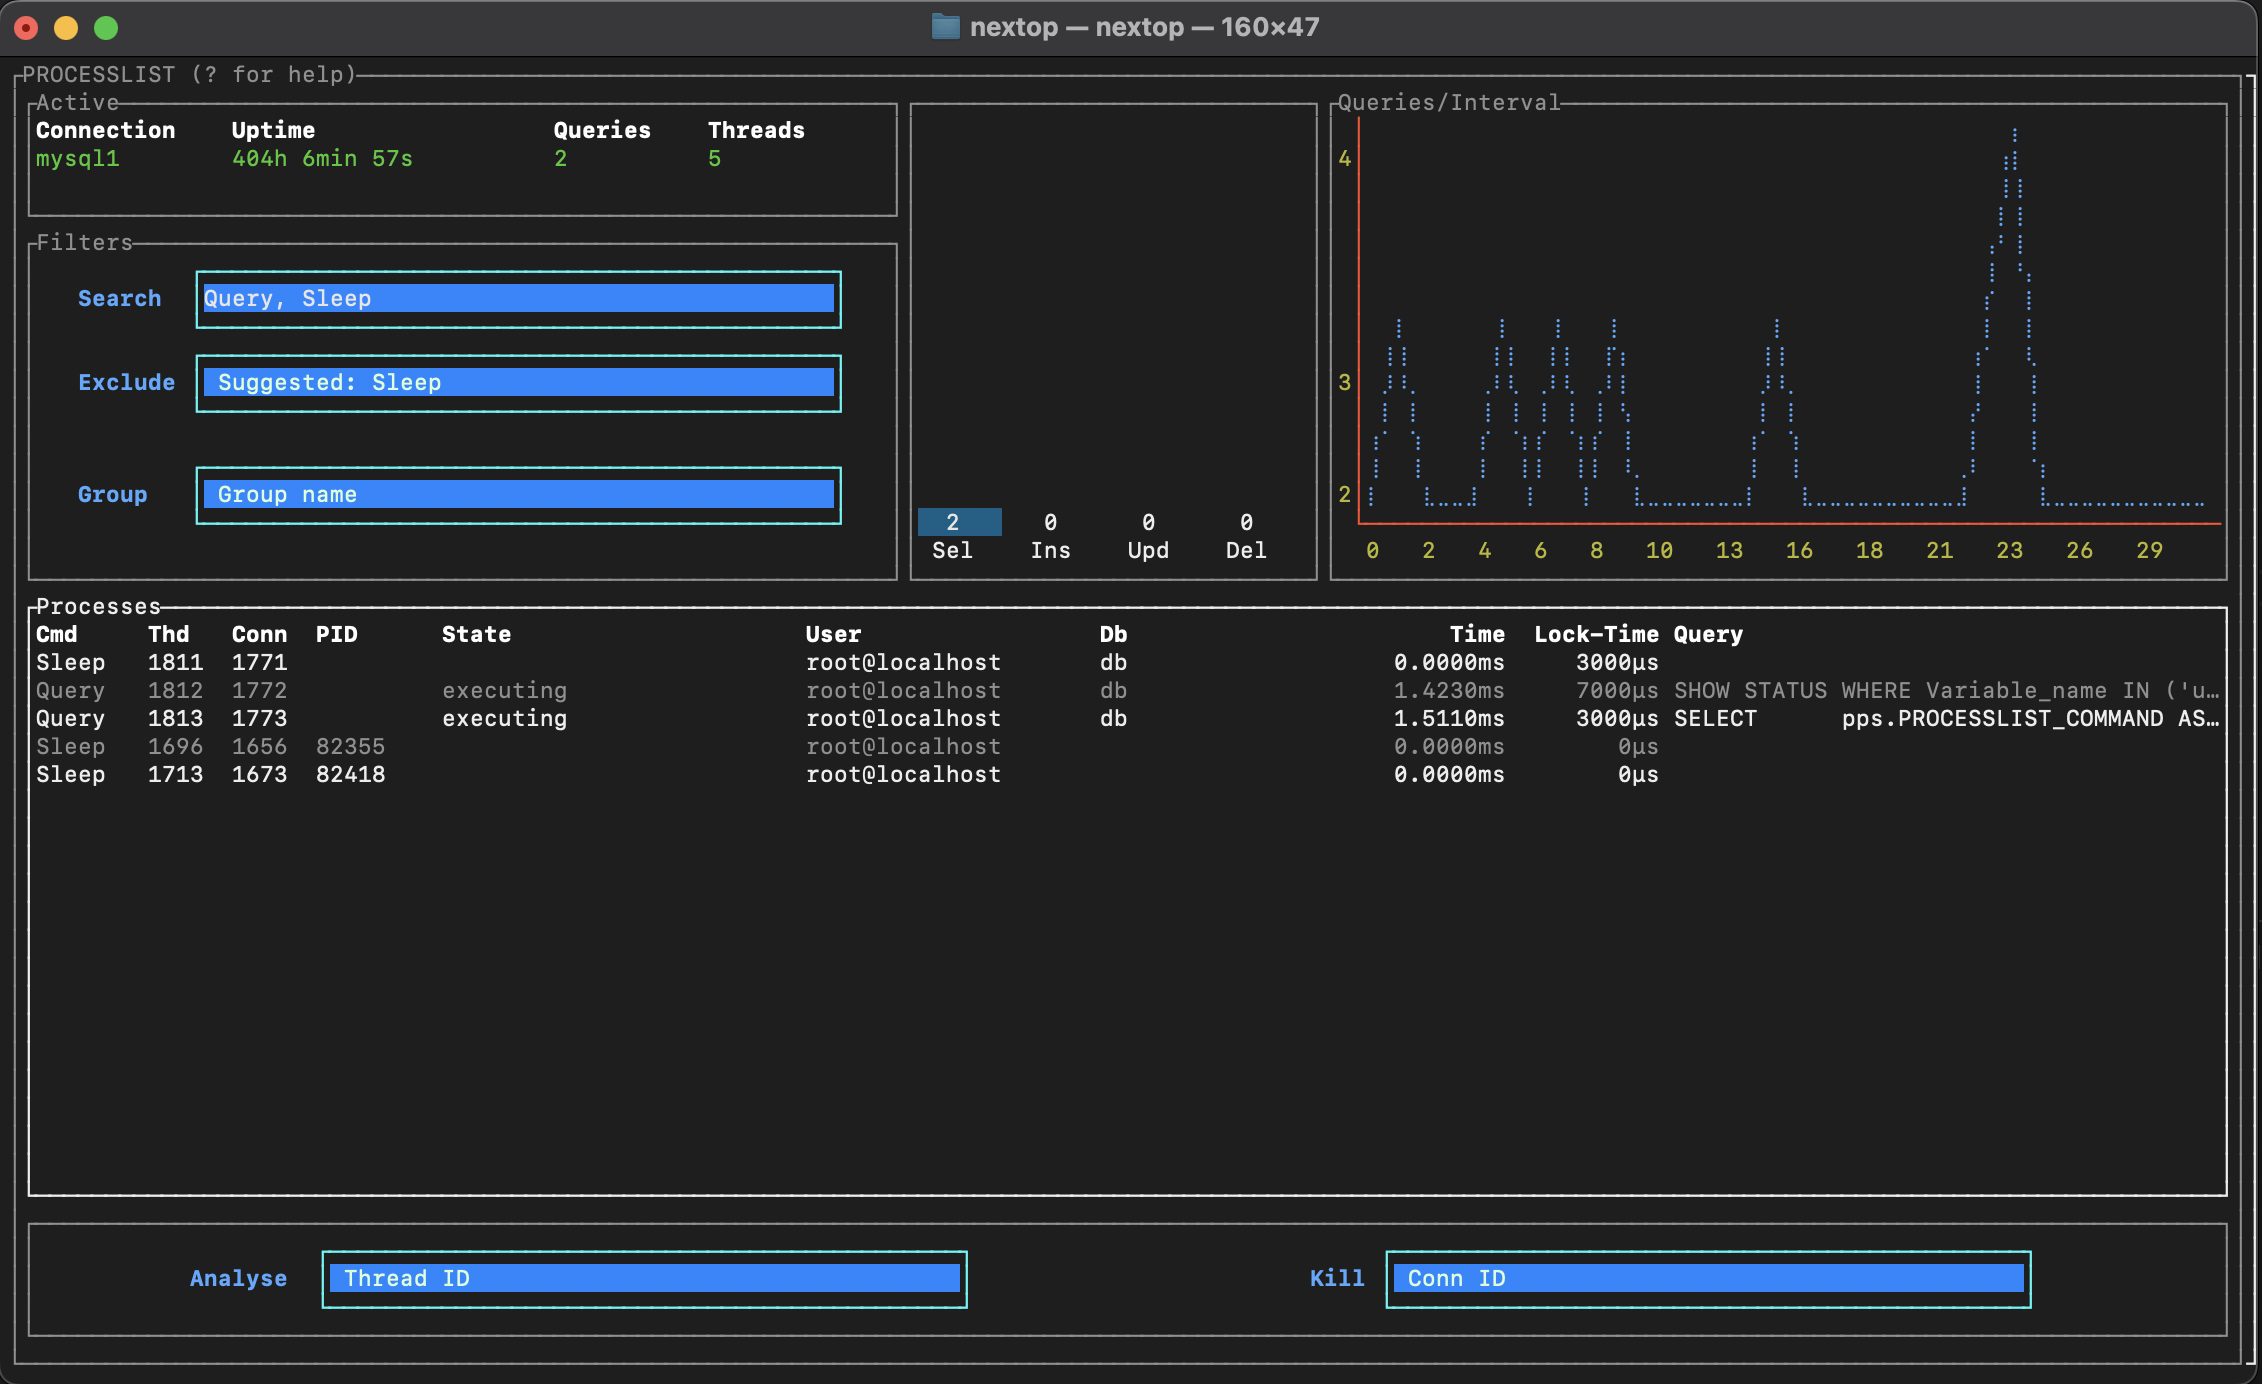 nextop — nextop — 160×47
PROCESSLIST (? for help)
Active
Connection Uptime Queries Threads
mysql1 404h 6min 57s 2 5
Filters
Search Query, Sleep
Exclude Suggested: Sleep
Group Group name
2 0 0 0
Sel Ins Upd Del
Queries/Interval
4
3
2
0 2 4 6 8 10 13 16 18 21 23 26 29
Processes
Cmd Thd Conn PID State User Db Time Lock-Time Query
Sleep 1811 1771 root@localhost db 0.0000ms 3000µs
Query 1812 1772 executing root@localhost db 1.4230ms 7000µs SHOW STATUS WHERE Variable_name IN ('u…
Query 1813 1773 executing root@localhost db 1.5110ms 3000µs SELECT pps.PROCESSLIST_COMMAND AS…
Sleep 1696 1656 82355 root@localhost 0.0000ms 0µs
Sleep 1713 1673 82418 root@localhost 0.0000ms 0µs
Analyse Thread ID Kill Conn ID